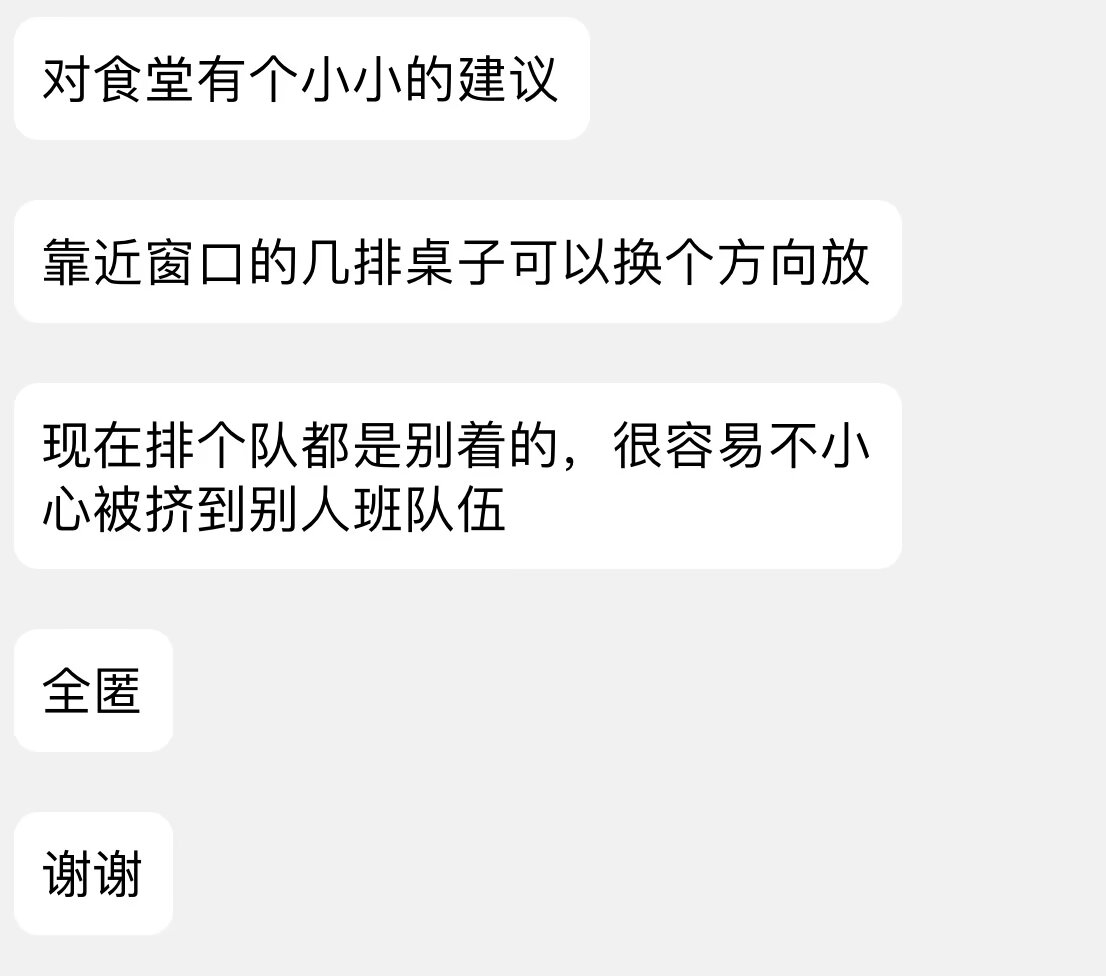 对食堂有个小小的建议
靠近窗口的几排桌子可以换个方向放
现在排个队都是别着的，很容易不小
心被挤到别人班队伍
全匿
谢谢